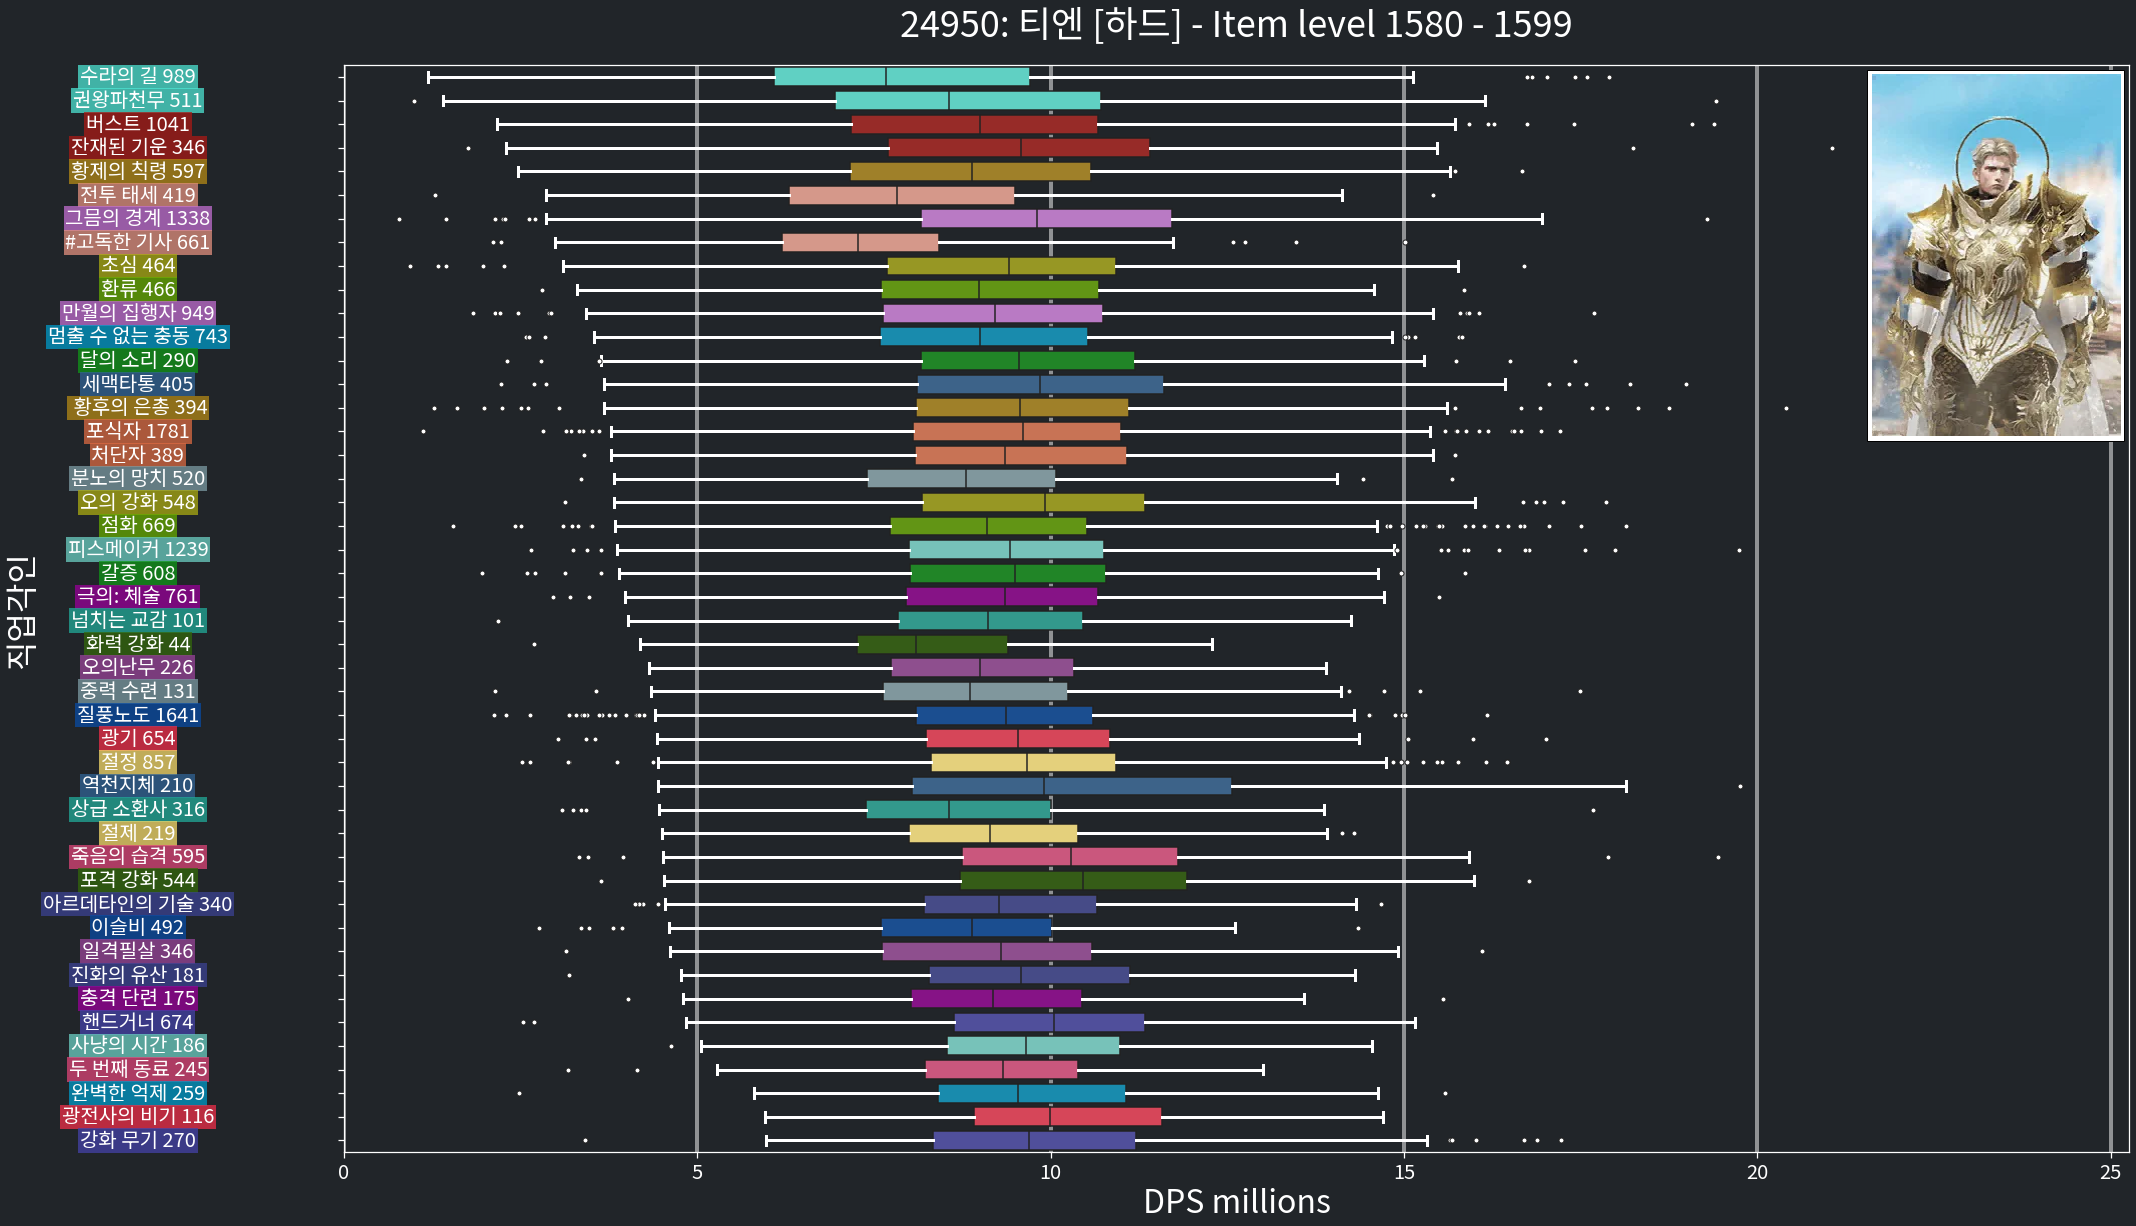 24950: 티엔 [하드] - Item level 1580 - 1599
직업각인
수라의 길 989
권왕파천무 511
버스트 1041
잔재된 기운 346
황제의 칙령 597
전투 태세 419
그믐의 경계 1338
#고독한 기사 661
초심 464
환류 466
만월의 집행자 949
멈출 수 없는 충동 743
달의 소리 290
세맥타통 405
황후의 은총 394
포식자 1781
처단자 389
분노의 망치 520
오의 강화 548
점화 669
피스메이커 1239
갈증 608
극의: 체술 761
넘치는 교감 101
화력 강화 44
오의난무 226
중력 수련 131
질풍노도 1641
광기 654
절정 857
역천지체 210
상급 소환사 316
절제 219
죽음의 습격 595
포격 강화 544
아르데타인의 기술 340
이슬비 492
일격필살 346
진화의 유산 181
충격 단련 175
핸드거너 674
사냥의 시간 186
두 번째 동료 245
완벽한 억제 259
광전사의 비기 116
강화 무기 270
0 5 10 15 20 25
DPS millions